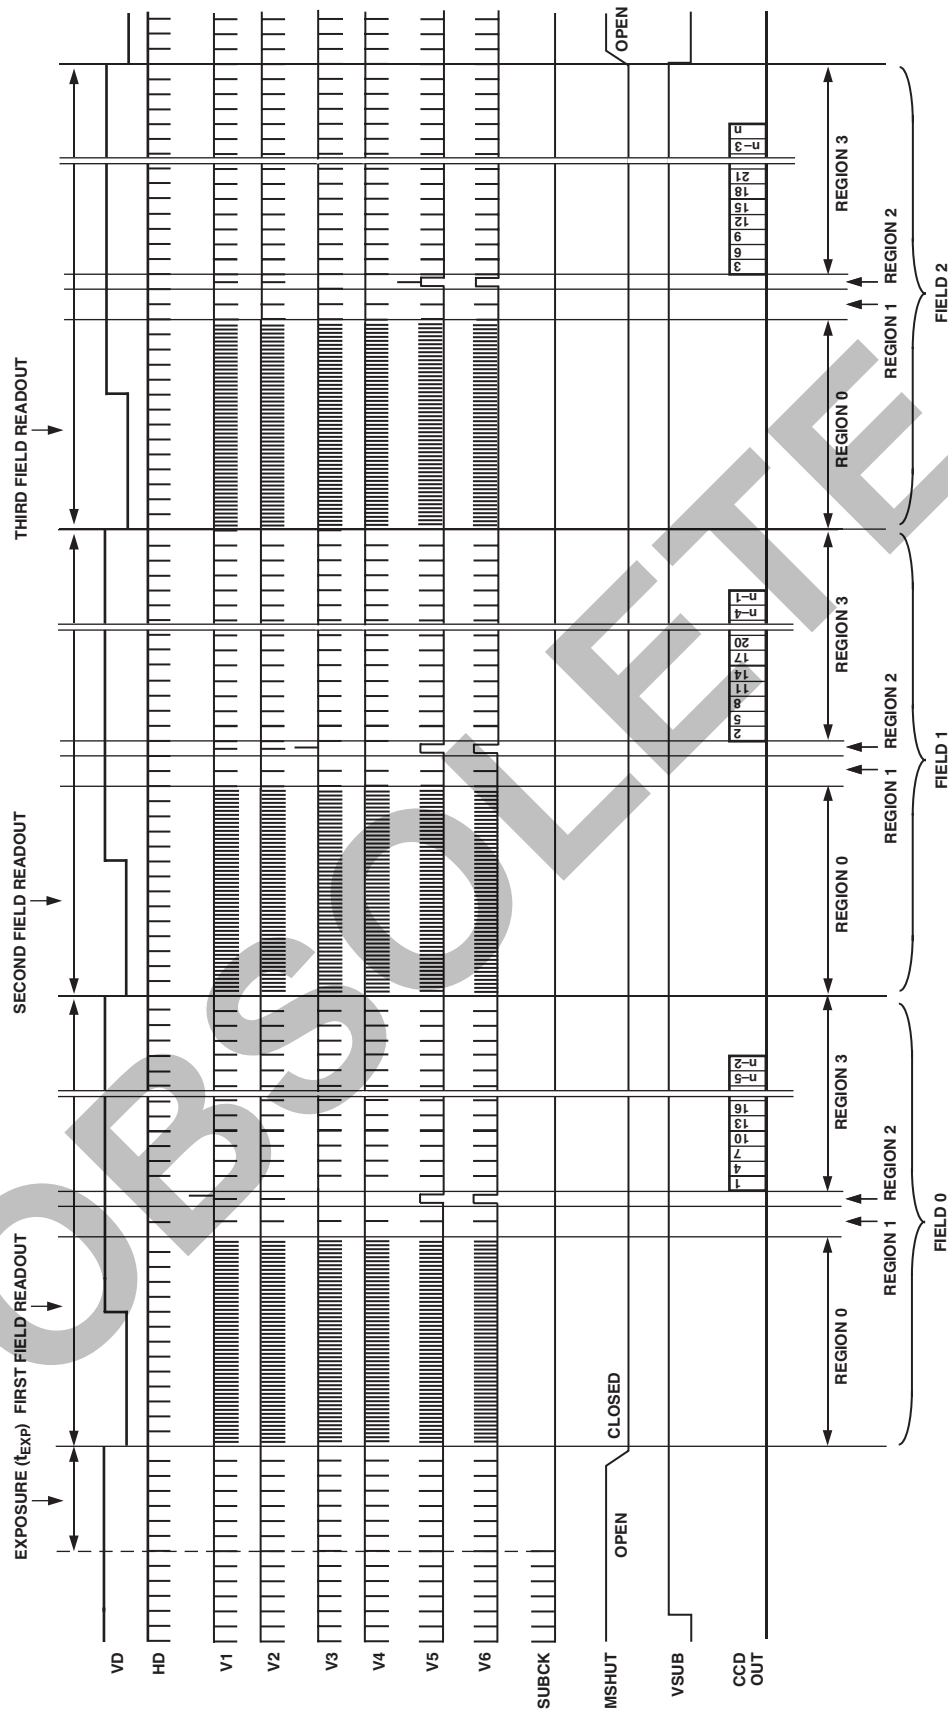 EXPOSURE (tEXP)
FIRST FIELD READOUT
SECOND FIELD READOUT
THIRD FIELD READOUT
VD
HD
V1
V2
V3
V4
V5
V6
SUBCK
MSHUT
OPEN
CLOSED
OPEN
VSUB
CCD
OUT
1 4 7 10 13 16 n–5 n–2
2 5 8 11 14 17 20 n–4 n–1
3 6 9 12 15 18 21 n–3 n
REGION 0
REGION 1
REGION 2
REGION 3
REGION 0
REGION 1
REGION 2
REGION 3
REGION 0
REGION 1
REGION 2
REGION 3
FIELD 0
FIELD 1
FIELD 2
OBSOLETE